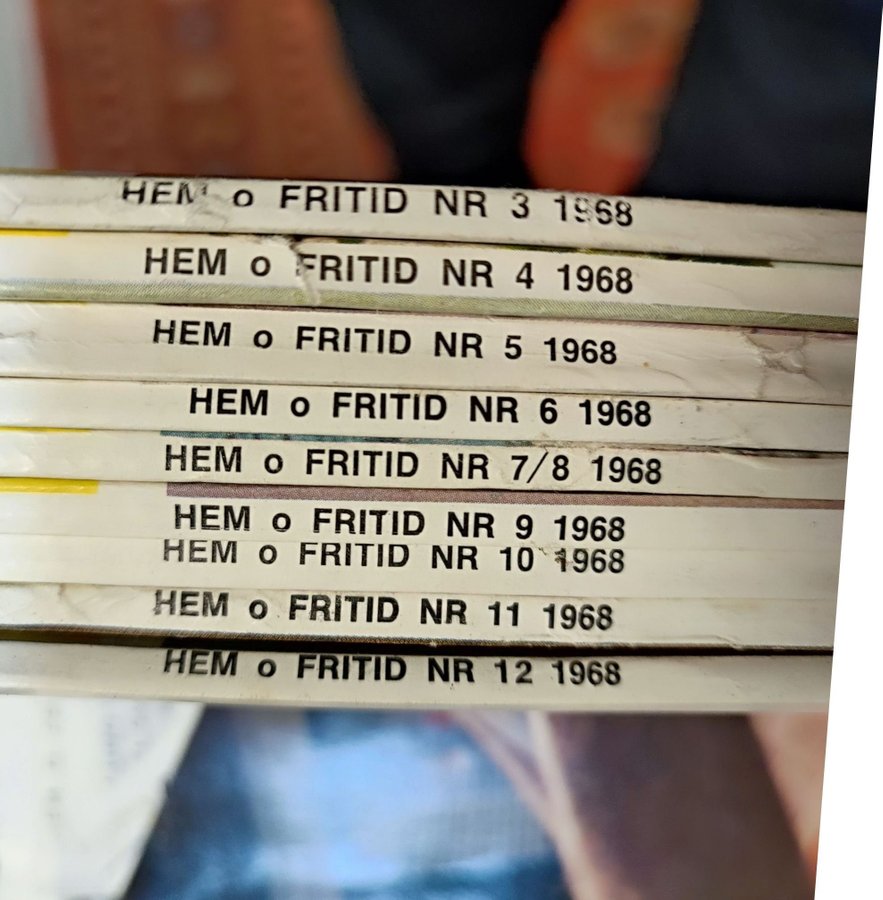 HEM o FRITID NR 3 1968
HEM o FRITID NR 4 1968
HEM o FRITID NR 5 1968
HEM o FRITID NR 6 1968
HEM o FRITID NR 7/8 1968
HEM o FRITID NR 9 1968
HEM o FRITID NR 10 1968
HEM o FRITID NR 11 1968
HEM o FRITID NR 12 1968